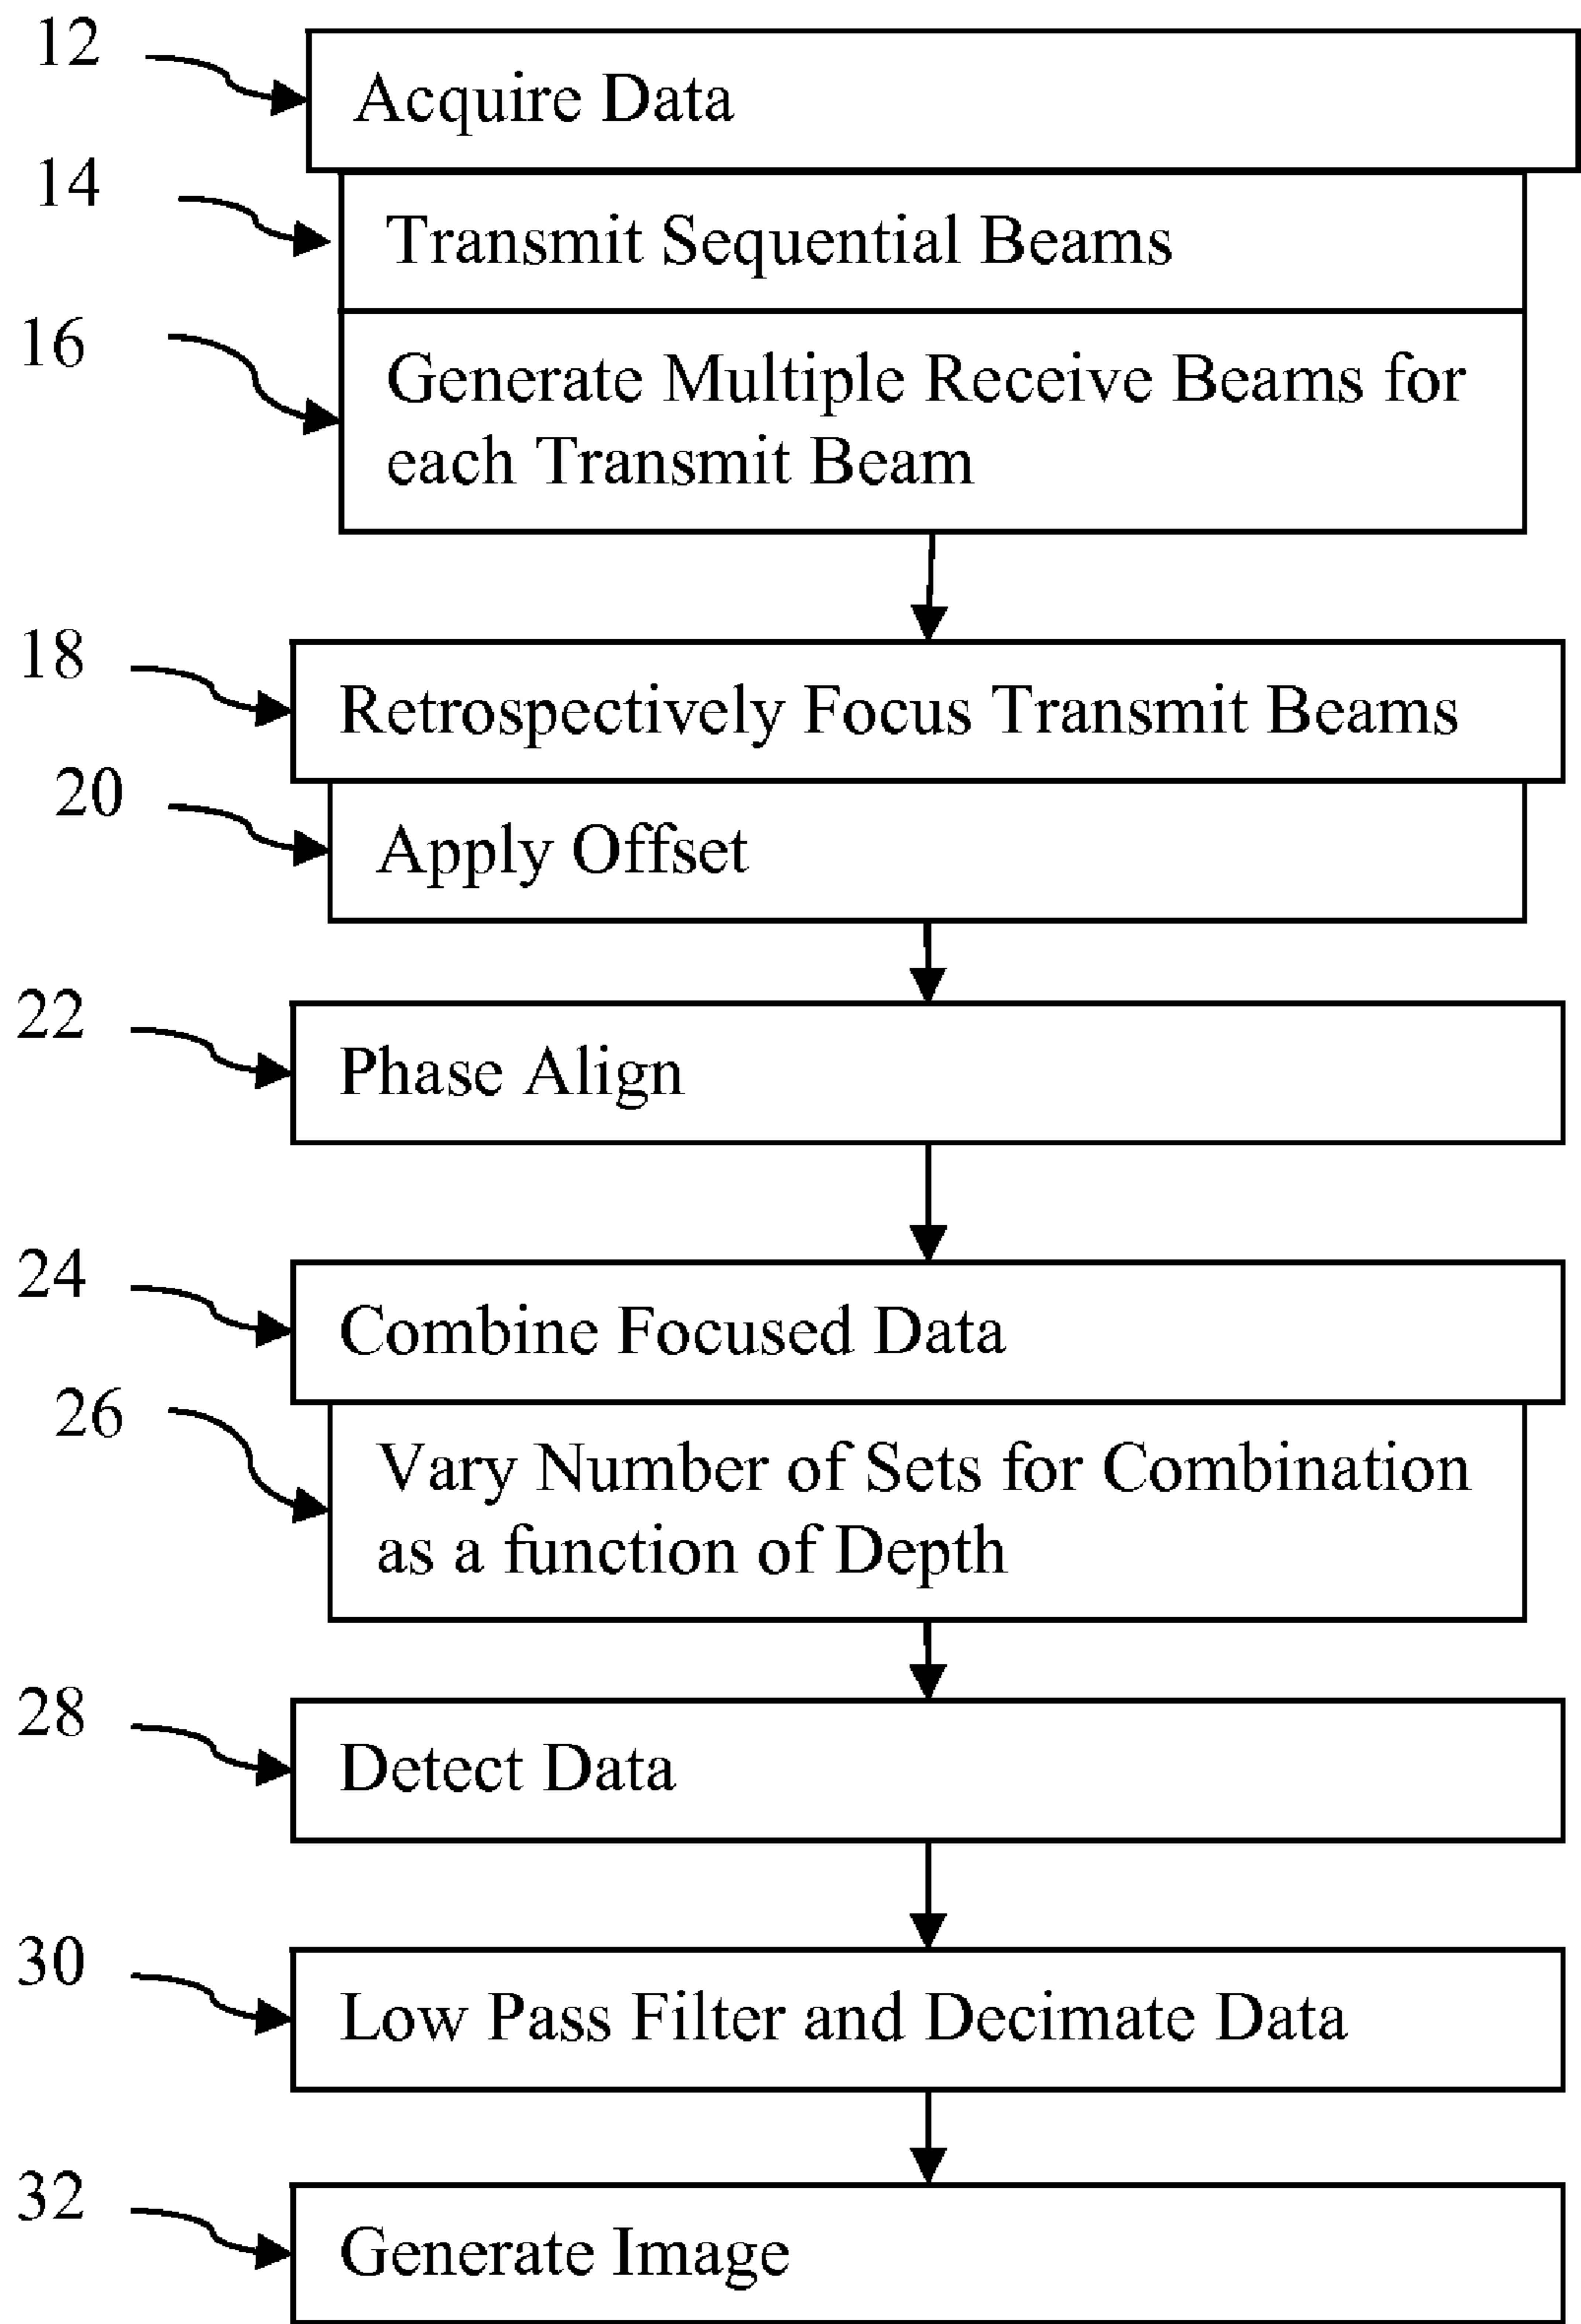 12
Acquire Data
14
Transmit Sequential Beams
16
Generate Multiple Receive Beams for
each Transmit Beam
18
Retrospectively Focus Transmit Beams
20
Apply Offset
22
Phase Align
24
Combine Focused Data
26
Vary Number of Sets for Combination
as a function of Depth
28
Detect Data
30
Low Pass Filter and Decimate Data
32
Generate Image